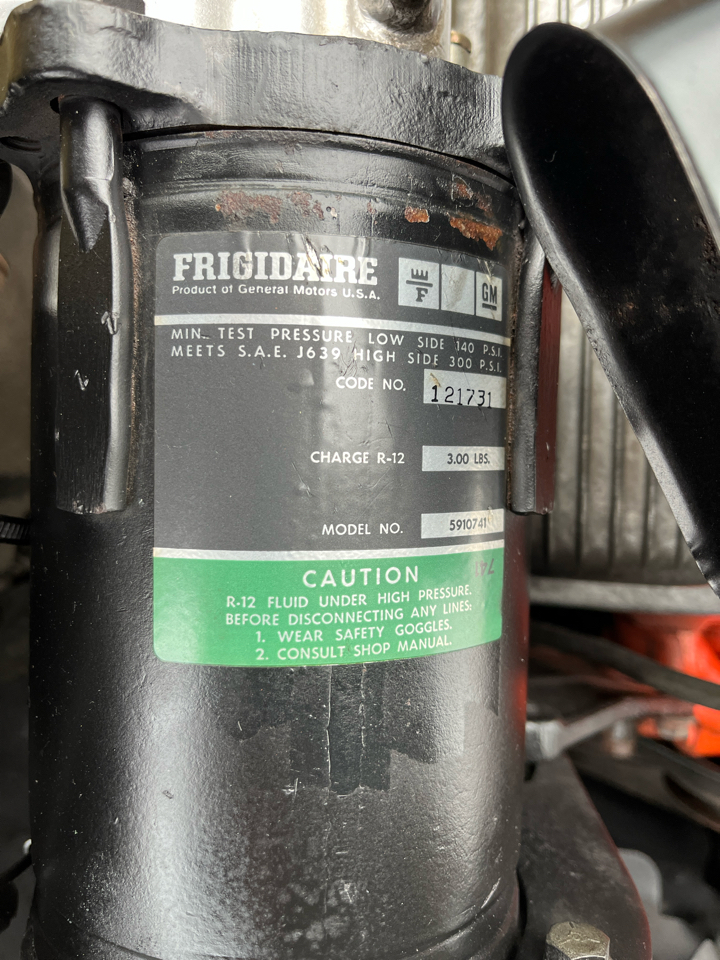 FRIGIDAIRE
Product of General Motors U.S.A.
F
GM
MIN. TEST PRESSURE LOW SIDE 140 P.S.I.
MEETS S.A.E. J639 HIGH SIDE 300 P.S.I.
CODE NO. 121731
CHARGE R-12 3.00 LBS.
MODEL NO. 5910741
CAUTION
R-12 FLUID UNDER HIGH PRESSURE.
BEFORE DISCONNECTING ANY LINES:
1. WEAR SAFETY GOGGLES.
2. CONSULT SHOP MANUAL.